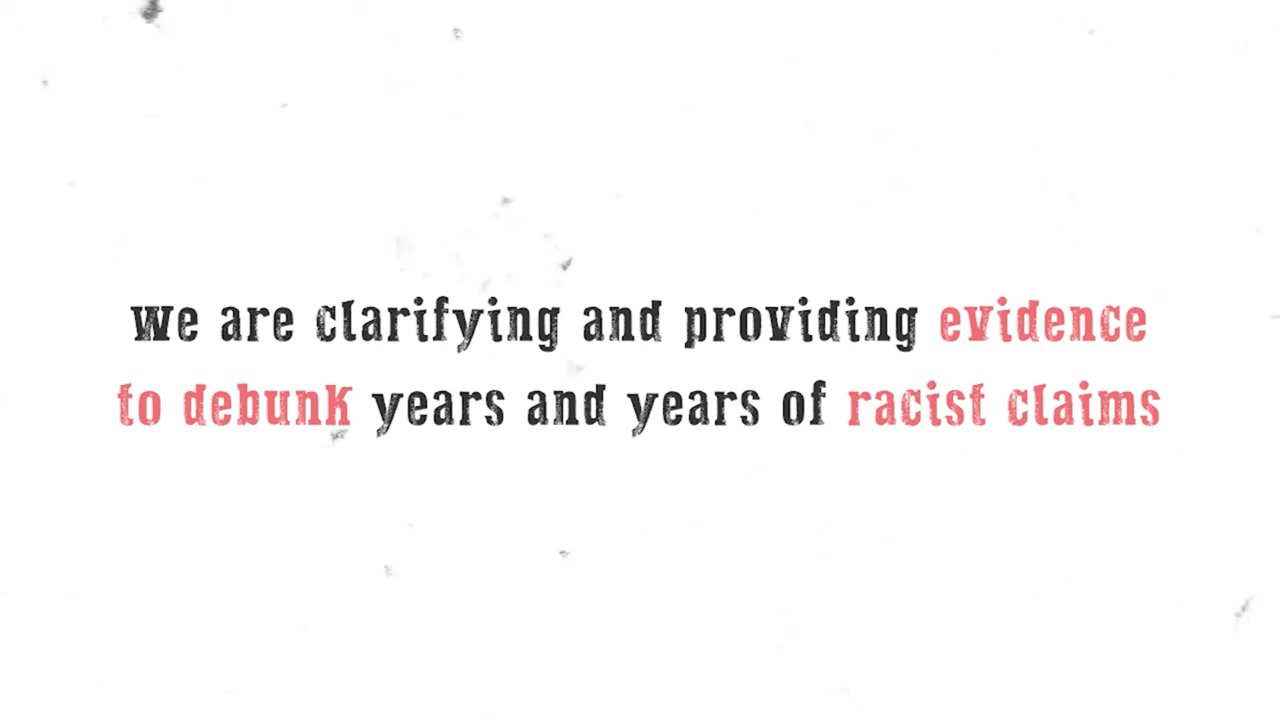 we are clarifying and providing evidence
to debunk years and years of racist claims